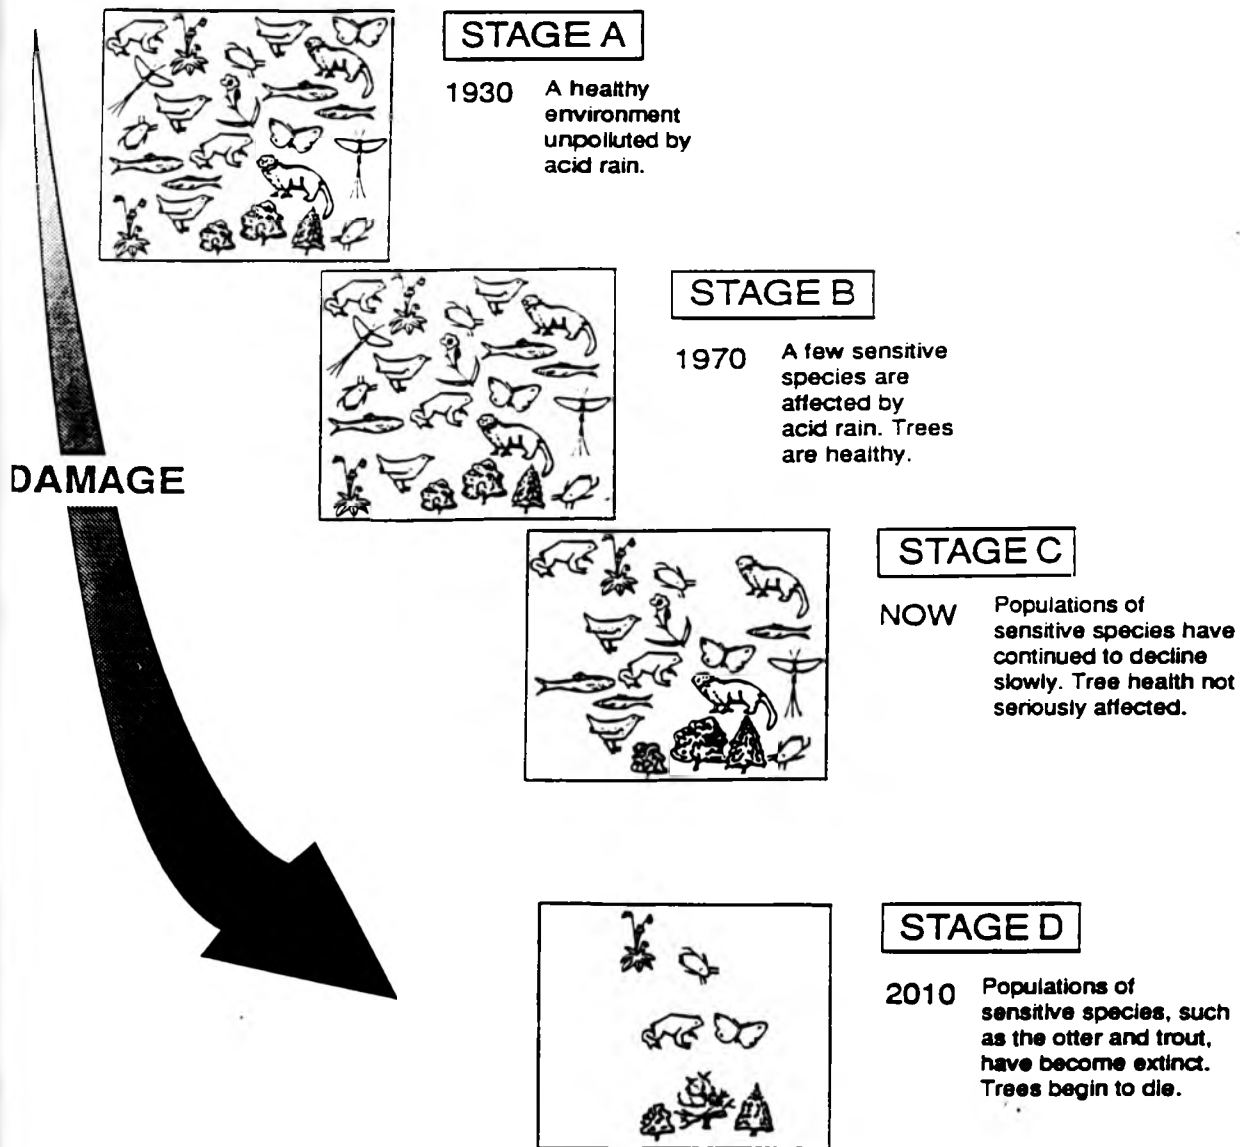 STAGE A
1930
A healthy
environment
unpolluted by
acid rain.
STAGE B
1970
A few sensitive
species are
affected by
acid rain. Trees
are healthy.
DAMAGE
STAGE C
NOW
Populations of
sensitive species have
continued to decline
slowly. Tree health not
seriously affected.
STAGE D
2010
Populations of
sensitive species, such
as the otter and trout,
have become extinct.
Trees begin to die.